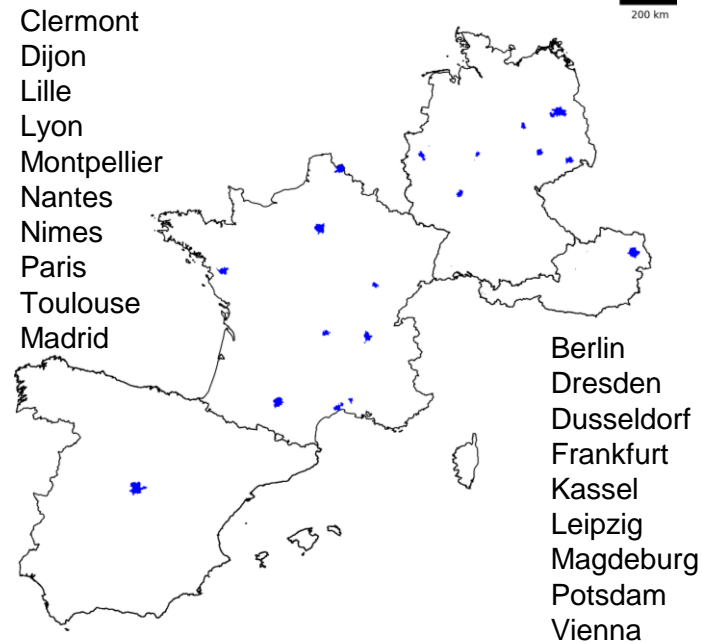 200 km
Clermont
Dijon
Lille
Lyon
Montpellier
Nantes
Nimes
Paris
Toulouse
Madrid
Berlin
Dresden
Dusseldorf
Frankfurt
Kassel
Leipzig
Magdeburg
Potsdam
Vienna